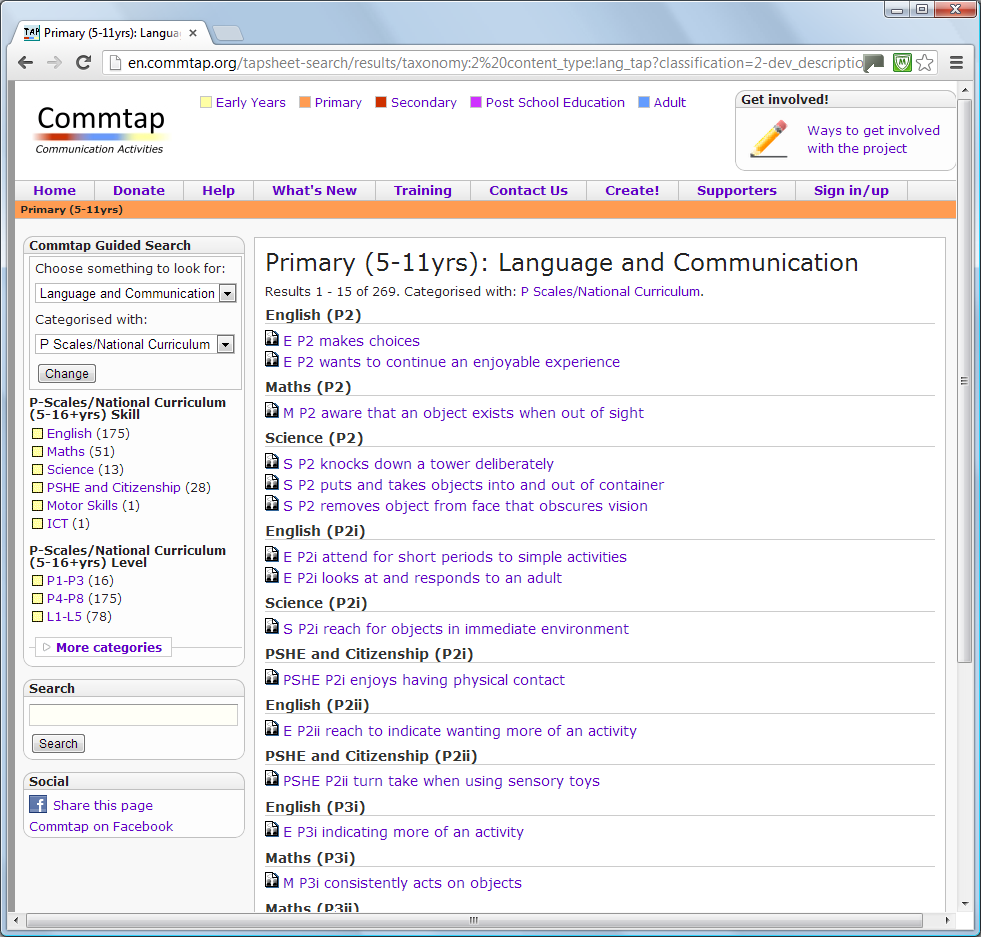 TAP Primary (5-11yrs): Langua
en.commtap.org/tapsheet-search/results/taxonomy:2%20content_type:lang_tap?classification=2-dev_descriptio
Commtap
Communication Activities
Early Years Primary Secondary Post School Education Adult
Get involved!
Ways to get involved
with the project
Home Donate Help What's New Training Contact Us Create! Supporters Sign in/up
Primary (5-11yrs)
Commtap Guided Search
Choose something to look for:
Language and Communication
Categorised with:
P Scales/National Curriculum
Change
P-Scales/National Curriculum
(5-16+yrs) Skill
English (175)
Maths (51)
Science (13)
PSHE and Citizenship (28)
Motor Skills (1)
ICT (1)
P-Scales/National Curriculum
(5-16+yrs) Level
P1-P3 (16)
P4-P8 (175)
L1-L5 (78)
More categories
Search
Search
Social
Share this page
Commtap on Facebook
Primary (5-11yrs): Language and Communication
Results 1 - 15 of 269. Categorised with: P Scales/National Curriculum.
English (P2)
E P2 makes choices
E P2 wants to continue an enjoyable experience
Maths (P2)
M P2 aware that an object exists when out of sight
Science (P2)
S P2 knocks down a tower deliberately
S P2 puts and takes objects into and out of container
S P2 removes object from face that obscures vision
English (P2i)
E P2i attend for short periods to simple activities
E P2i looks at and responds to an adult
Science (P2i)
S P2i reach for objects in immediate environment
PSHE and Citizenship (P2i)
PSHE P2i enjoys having physical contact
English (P2ii)
E P2ii reach to indicate wanting more of an activity
PSHE and Citizenship (P2ii)
PSHE P2ii turn take when using sensory toys
English (P3i)
E P3i indicating more of an activity
Maths (P3i)
M P3i consistently acts on objects
Maths (P3ii)